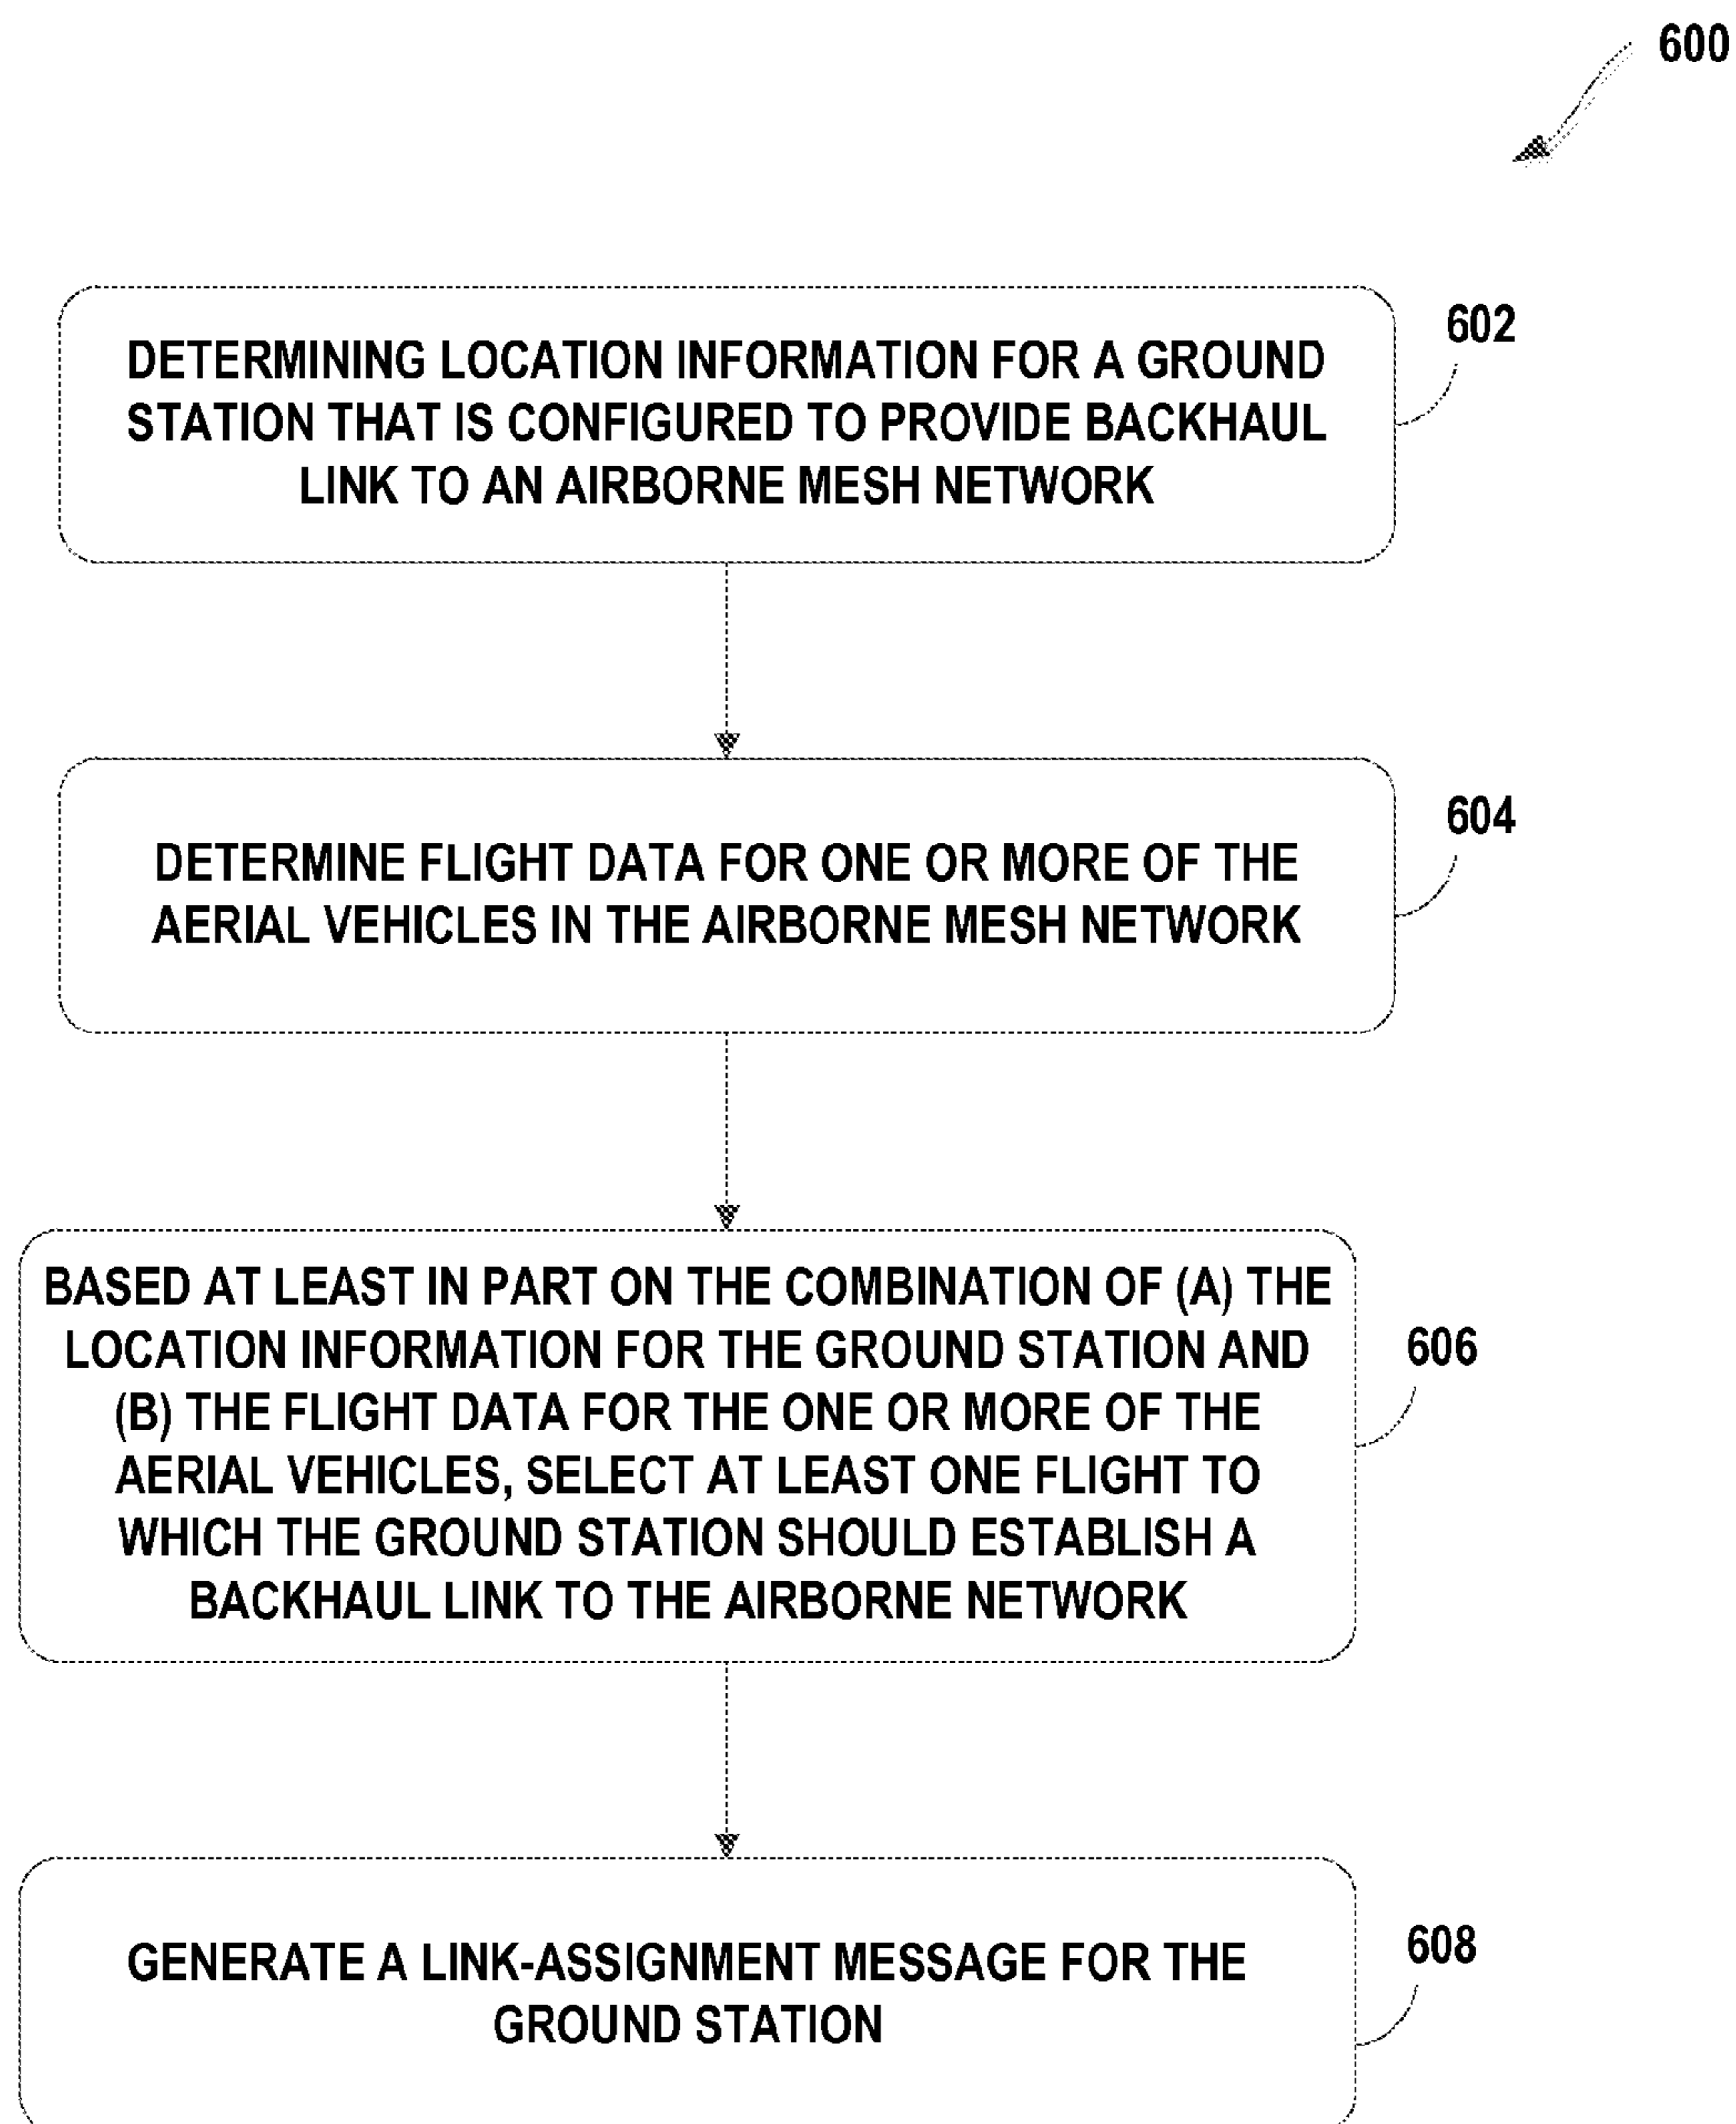 600
DETERMINING LOCATION INFORMATION FOR A GROUND
STATION THAT IS CONFIGURED TO PROVIDE BACKHAUL
LINK TO AN AIRBORNE MESH NETWORK
602
DETERMINE FLIGHT DATA FOR ONE OR MORE OF THE
AERIAL VEHICLES IN THE AIRBORNE MESH NETWORK
604
BASED AT LEAST IN PART ON THE COMBINATION OF (A) THE
LOCATION INFORMATION FOR THE GROUND STATION AND
(B) THE FLIGHT DATA FOR THE ONE OR MORE OF THE
AERIAL VEHICLES, SELECT AT LEAST ONE FLIGHT TO
WHICH THE GROUND STATION SHOULD ESTABLISH A
BACKHAUL LINK TO THE AIRBORNE NETWORK
606
GENERATE A LINK-ASSIGNMENT MESSAGE FOR THE
GROUND STATION
608